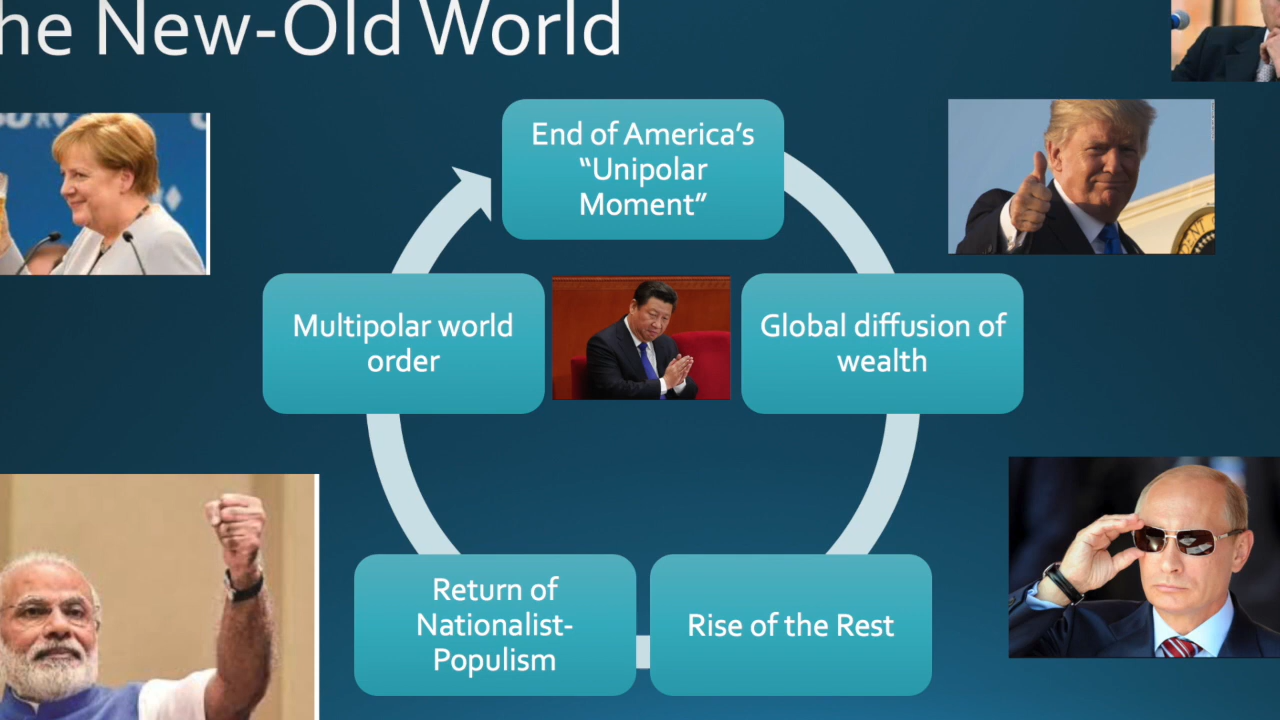 he New-Old World
End of America's
“Unipolar
Moment”
Multipolar world
order
Global diffusion of
wealth
Return of
Nationalist-
Populism
Rise of the Rest